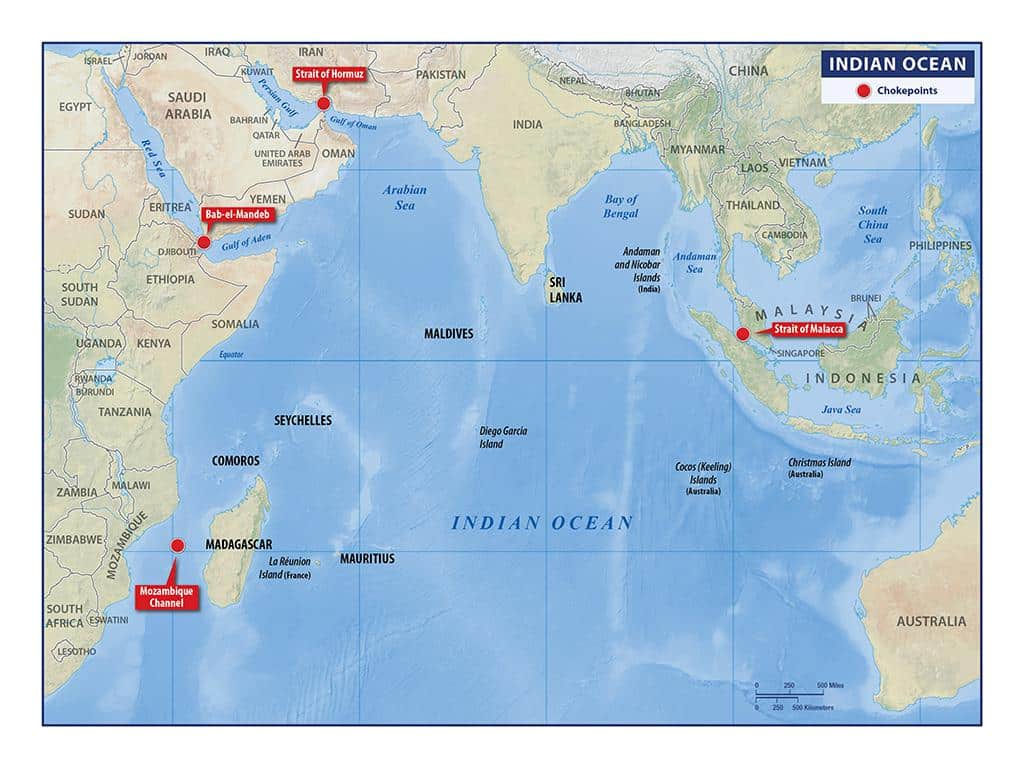 INDIAN OCEAN
Chokepoints
ISRAEL
JORDAN
IRAQ
IRAN
KUWAIT
Strait of Hormuz
PAKISTAN
CHINA
NEPAL
BHUTAN
EGYPT
SAUDI
ARABIA
Persian Gulf
BAHRAIN
QATAR
Gulf of Oman
UNITED ARAB
EMIRATES
OMAN
INDIA
BANGLADESH
MYANMAR
LAOS
VIETNAM
Red Sea
Arabian
Sea
Bay of
Bengal
THAILAND
South
China
Sea
SUDAN
ERITREA
YEMEN
Bab-el-Mandeb
Gulf of Aden
DJIBOUTI
CAMBODIA
PHILIPPINES
Andaman
and Nicobar
Islands
(India)
Andaman
Sea
ETHIOPIA
SOUTH
SUDAN
SRI
LANKA
BRUNEI
MALAYSIA
Strait of Malacca
SOMALIA
MALDIVES
UGANDA
KENYA
Equator
SINGAPORE
RWANDA
BURUNDI
INDONESIA
TANZANIA
SEYCHELLES
Java Sea
Diego Garcia
Island
COMOROS
Cocos (Keeling)
Islands
(Australia)
Christmas Island
(Australia)
ZAMBIA
MALAWI
INDIAN OCEAN
ZIMBABWE
MOZAMBIQUE
MADAGASCAR
La Réunion
Island (France)
MAURITIUS
Mozambique
Channel
SOUTH
AFRICA
ESWATINI
AUSTRALIA
LESOTHO
0 250 500 Miles
0 250 500 Kilometers